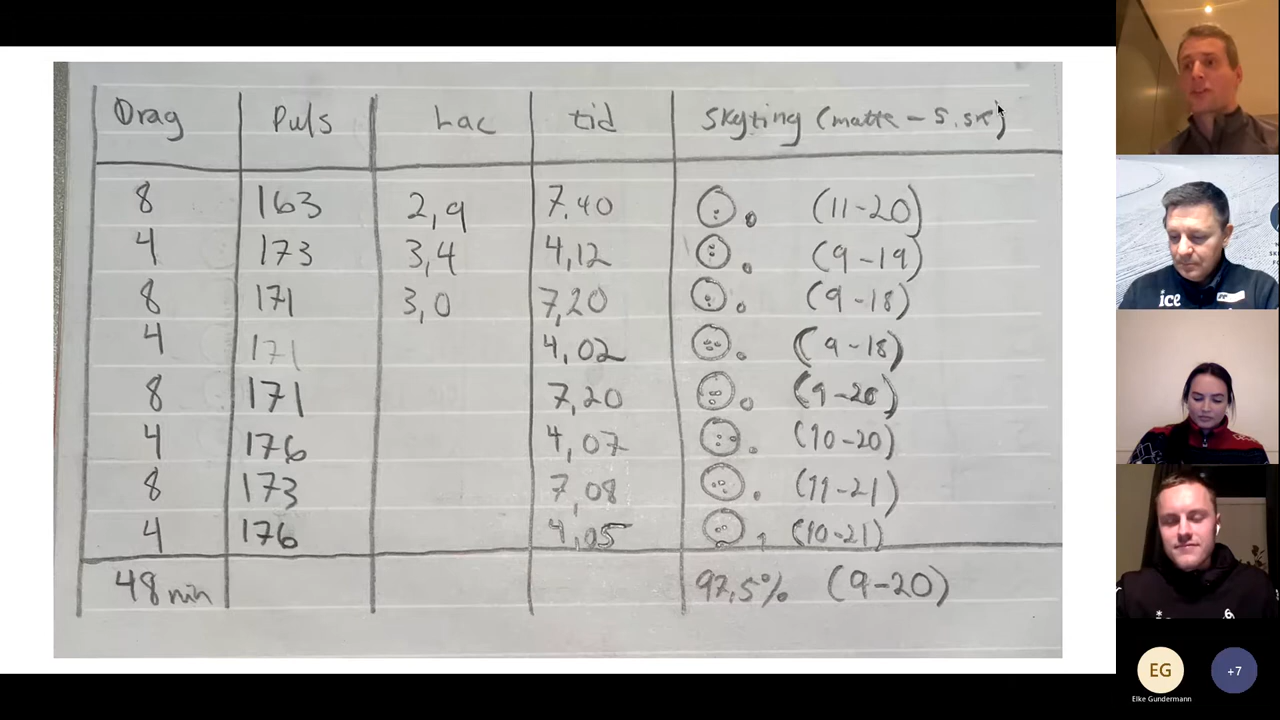 Drag Puls Lac tid Skyting (matte - s.sk)
8 163 2,9 7,40 (11-20)
4 173 3,4 4,12 (9-19)
8 171 3,0 7,20 (9-18)
4 171 4,02 (9-18)
8 171 7,20 (9-20)
4 176 4,07 (10-20)
8 173 7,08 (11-21)
4 176 4,05 (10-21)
48 min 92,5% (9-20)
ice
EG
Elke Gundermann
+7